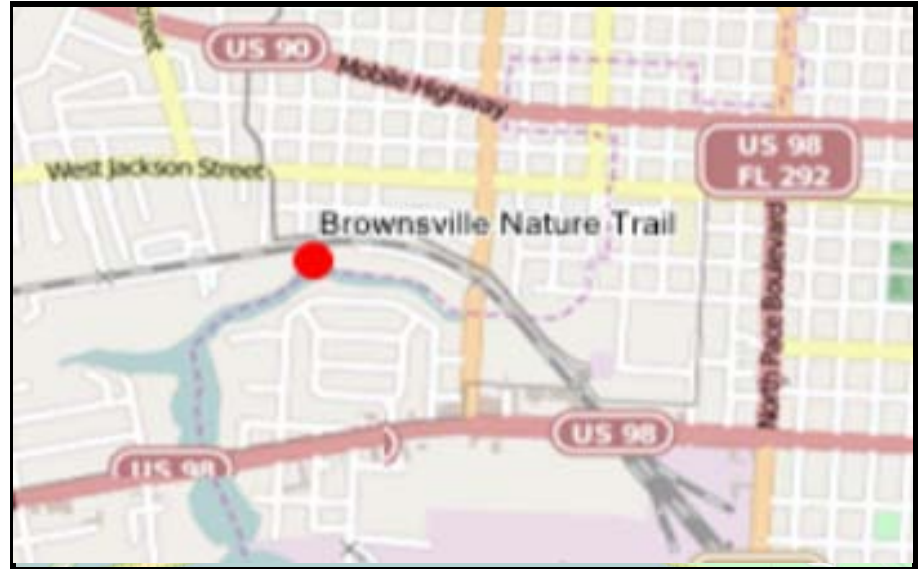 US 90
Mobile Highway
US 98
FL 292
West Jackson Street
Brownsville Nature Trail
North Pace Boulevard
US 98
US 98